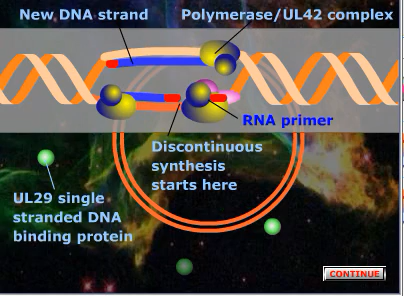 New DNA strand
Polymerase/UL42 complex
RNA primer
Discontinuous
synthesis
starts here
UL29 single
stranded DNA
binding protein
CONTINUE